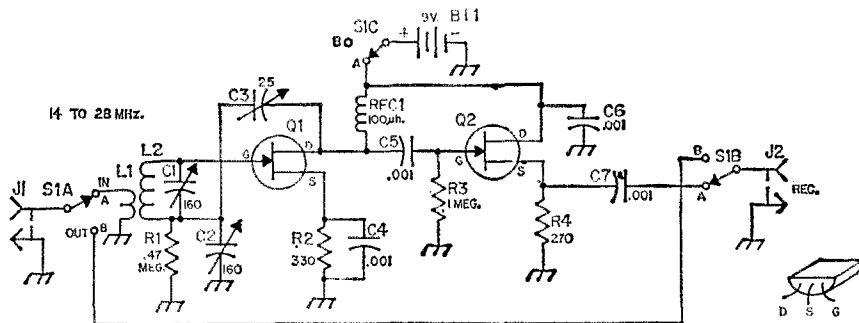 S1C
9V.
BT1
B
+
-
A
C3
25
14 TO 28 MHz.
RFC1
100µh.
C6
.001
Q1
Q2
D
D
L2
C5
.001
G
G
S
S
B
S1B
J2
L1
IN
A
J1
S1A
C1
160
C7
.001
A
REC.
R3
.1 MEG.
OUT
B
R1
.47
MEG.
C2
160
R2
330
C4
.001
R4
270
D S G